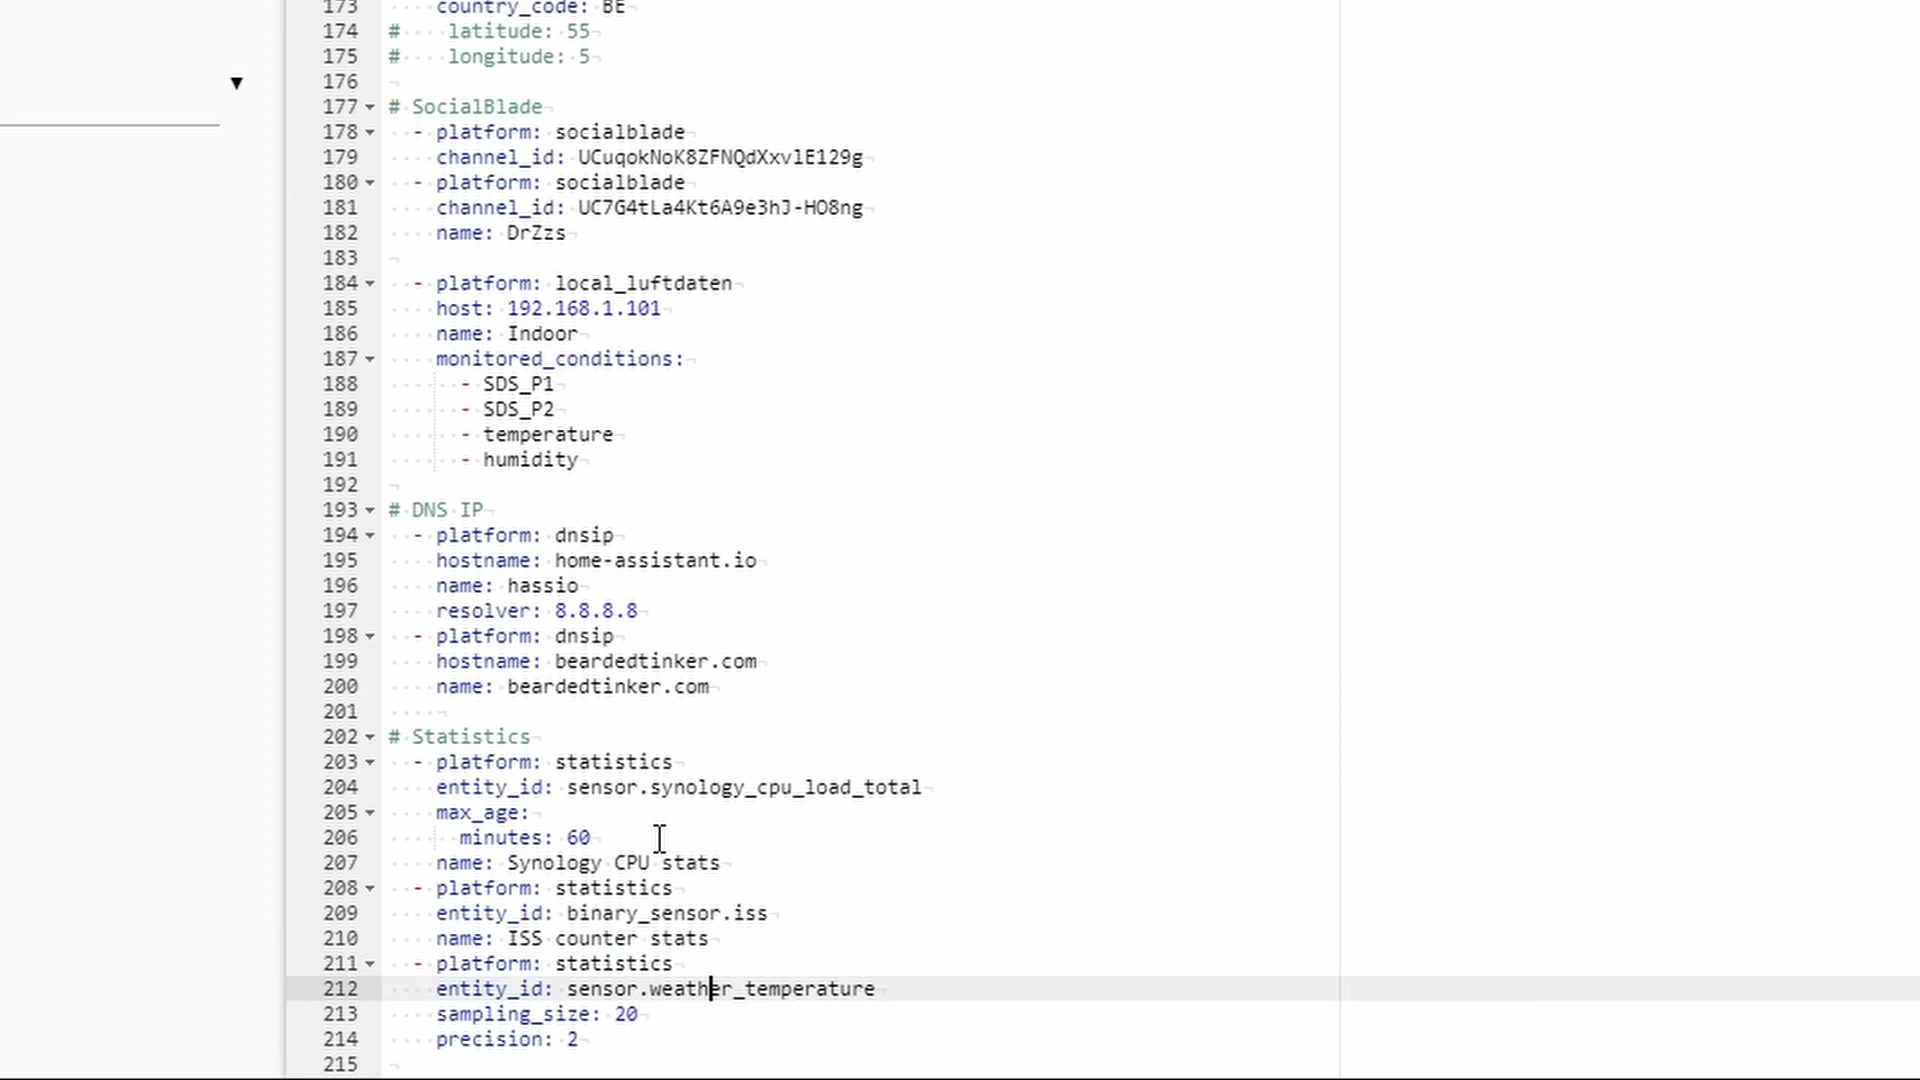 173 country_code: BE
174 # latitude: 55
175 # longitude: 5
176
177 # SocialBlade
178 - platform: socialblade
179 channel_id: UCuqokNoK8ZFNQdXxvlE129g
180 - platform: socialblade
181 channel_id: UC7G4tLa4Kt6A9e3hJ-HO8ng
182 name: DrZzs
183
184 - platform: local_luftdaten
185 host: 192.168.1.101
186 name: Indoor
187 monitored_conditions:
188 - SDS_P1
189 - SDS_P2
190 - temperature
191 - humidity
192
193 # DNS IP
194 - platform: dnsip
195 hostname: home-assistant.io
196 name: hassio
197 resolver: 8.8.8.8
198 - platform: dnsip
199 hostname: beardedtinker.com
200 name: beardedtinker.com
201
202 # Statistics
203 - platform: statistics
204 entity_id: sensor.synology_cpu_load_total
205 max_age:
206 minutes: 60
207 name: Synology CPU stats
208 - platform: statistics
209 entity_id: binary_sensor.iss
210 name: ISS counter stats
211 - platform: statistics
212 entity_id: sensor.weather_temperature
213 sampling_size: 20
214 precision: 2
215